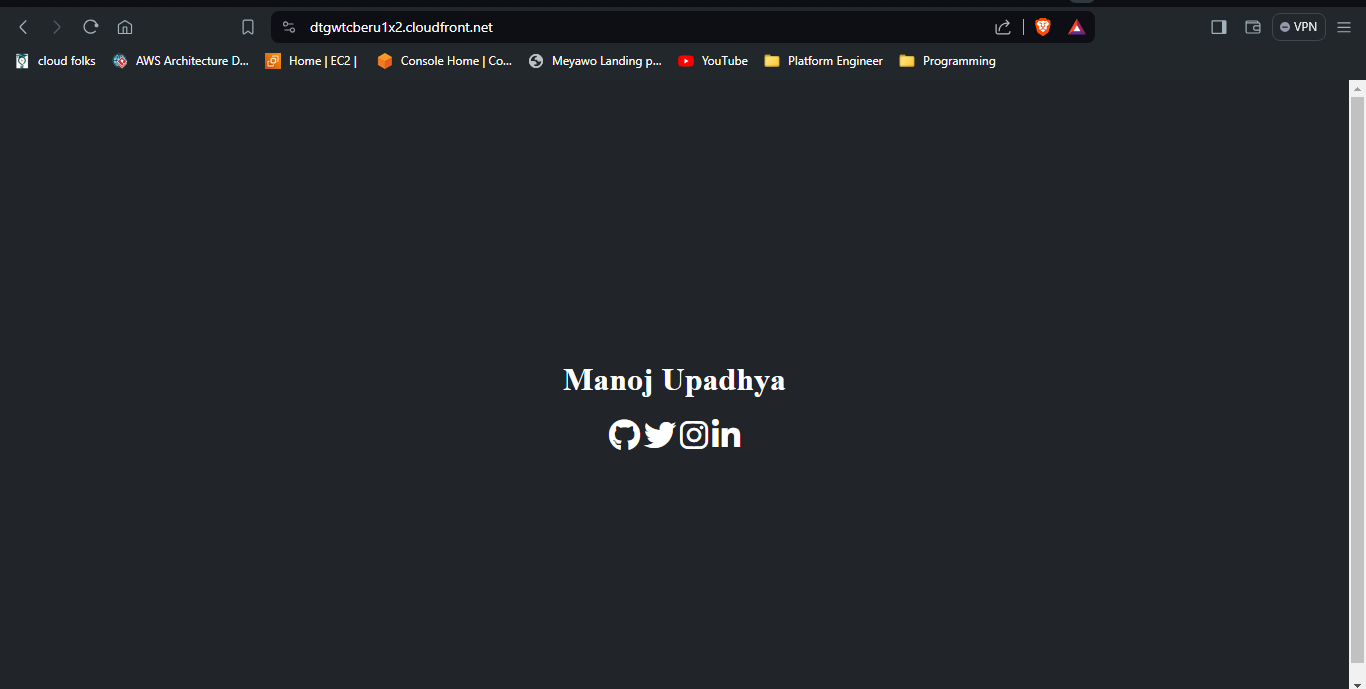 dtgwtcberu1x2.cloudfront.net
VPN
cloud folks AWS Architecture D... Home | EC2 | Console Home | Co... Meyawo Landing p... YouTube Platform Engineer Programming
Manoj Upadhya